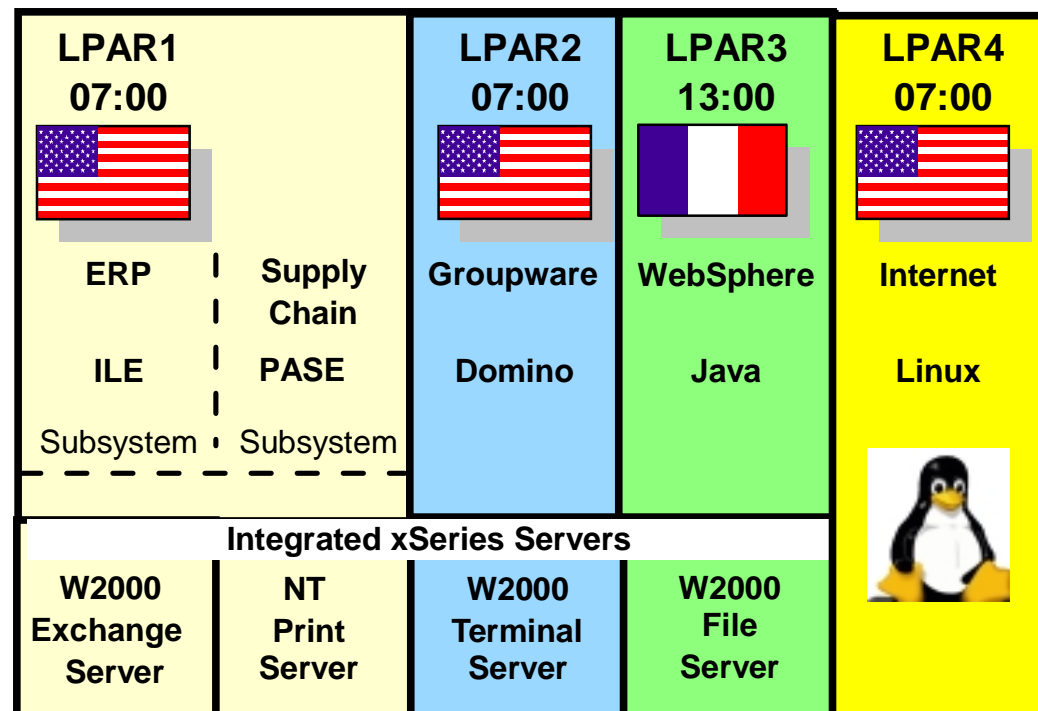 LPAR1
07:00
ERP
ILE
Subsystem
Supply
Chain
PASE
Subsystem
LPAR2
07:00
Groupware
Domino
LPAR3
13:00
WebSphere
Java
LPAR4
07:00
Internet
Linux
Integrated xSeries Servers
W2000
Exchange
Server
NT
Print
Server
W2000
Terminal
Server
W2000
File
Server